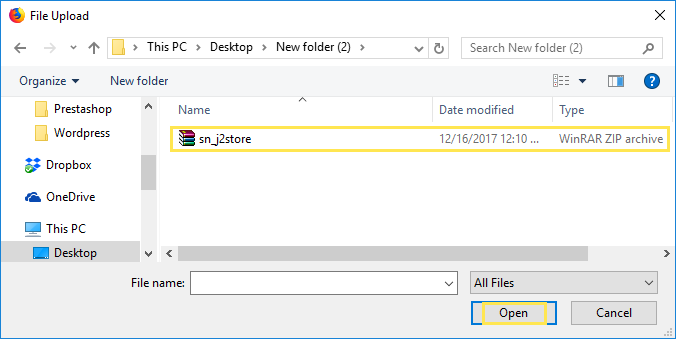 File Upload
This PC > Desktop > New folder (2) >
Search New folder (2)
Organize
New folder
?
Name
Date modified
Type
Prestashop
Wordpress
Dropbox
OneDrive
This PC
Desktop
sn_j2store
12/16/2017 12:10 ...
WinRAR ZIP archive
File name:
All Files
Open
Cancel